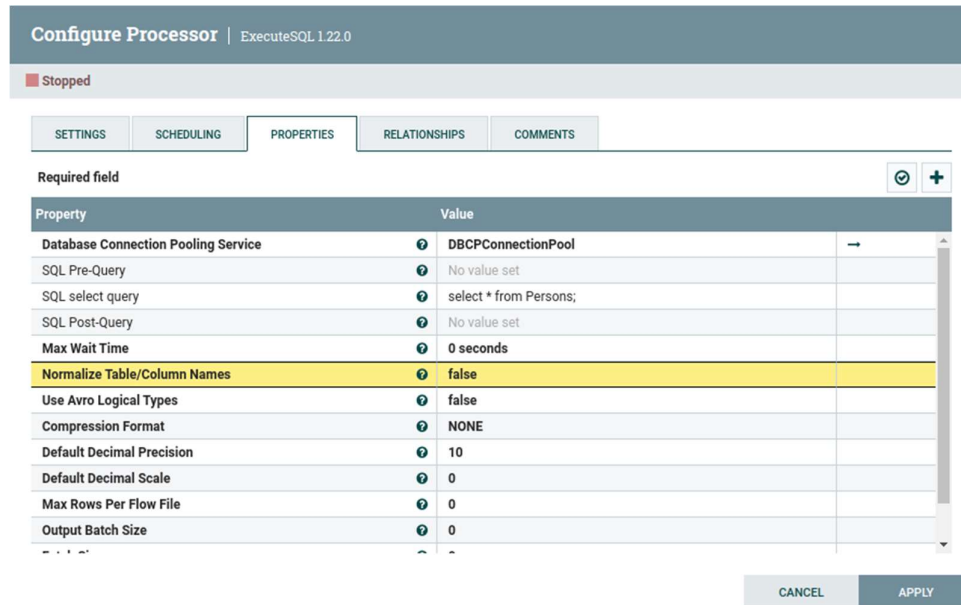 Configure Processor | ExecuteSQL 1.22.0
Stopped
SETTINGS SCHEDULING PROPERTIES RELATIONSHIPS COMMENTS
Required field
Property Value
Database Connection Pooling Service DBCPConnectionPool
SQL Pre-Query No value set
SQL select query select * from Persons;
SQL Post-Query No value set
Max Wait Time 0 seconds
Normalize Table/Column Names false
Use Avro Logical Types false
Compression Format NONE
Default Decimal Precision 10
Default Decimal Scale 0
Max Rows Per Flow File 0
Output Batch Size 0
CANCEL APPLY